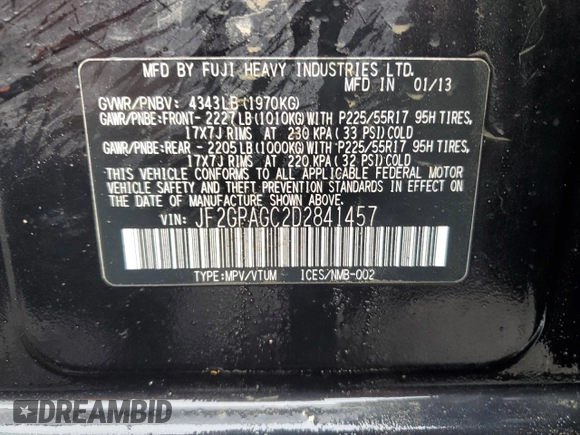 MFD BY FUJI HEAVY INDUSTRIES LTD.
MFD IN 01/13
GVWR/PNBV: 4343LB(1970KG)
GAWR/PNBE:FRONT- 2227LB(1010KG)WITH P225/55R17 95H TIRES,
17X7J RIMS AT 230 KPA (33 PSI)COLD
GAWR/PNBE:REAR - 2205LB(1000KG)WITH P225/55R17 95H TIRES,
17X7J RIMS AT 220 KPA (32 PSI)COLD
THIS VEHICLE CONFORMS TO ALL APPLICABLE FEDERAL MOTOR
VEHICLE SAFETY AND THEFT PREVENTION STANDARDS IN EFFECT ON
THE DATE OF MANUFACTURE SHOWN ABOVE.
VIN: JF2GPAGC2D2841457
TYPE:MPV/VTUM ICES/NMB-002
DREAMBID